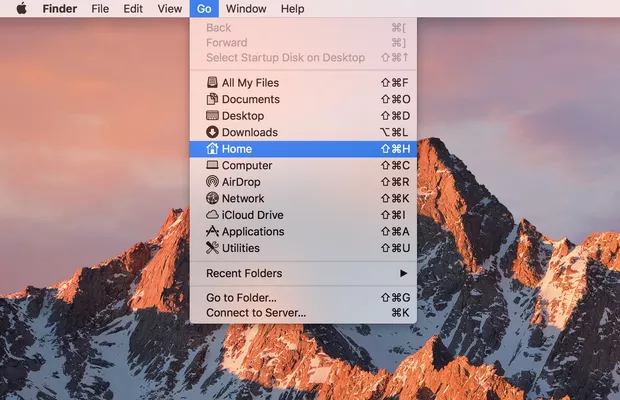 Finder File Edit View Go Window Help
Back ⌘[
Forward ⌘]
Select Startup Disk on Desktop ⇧⌘↑
All My Files ⇧⌘F
Documents ⇧⌘O
Desktop ⇧⌘D
Downloads ⌥⌘L
Home ⇧⌘H
Computer ⇧⌘C
AirDrop ⇧⌘R
Network ⇧⌘K
iCloud Drive ⇧⌘I
Applications ⇧⌘A
Utilities ⇧⌘U
Recent Folders ▶
Go to Folder... ⇧⌘G
Connect to Server... ⌘K